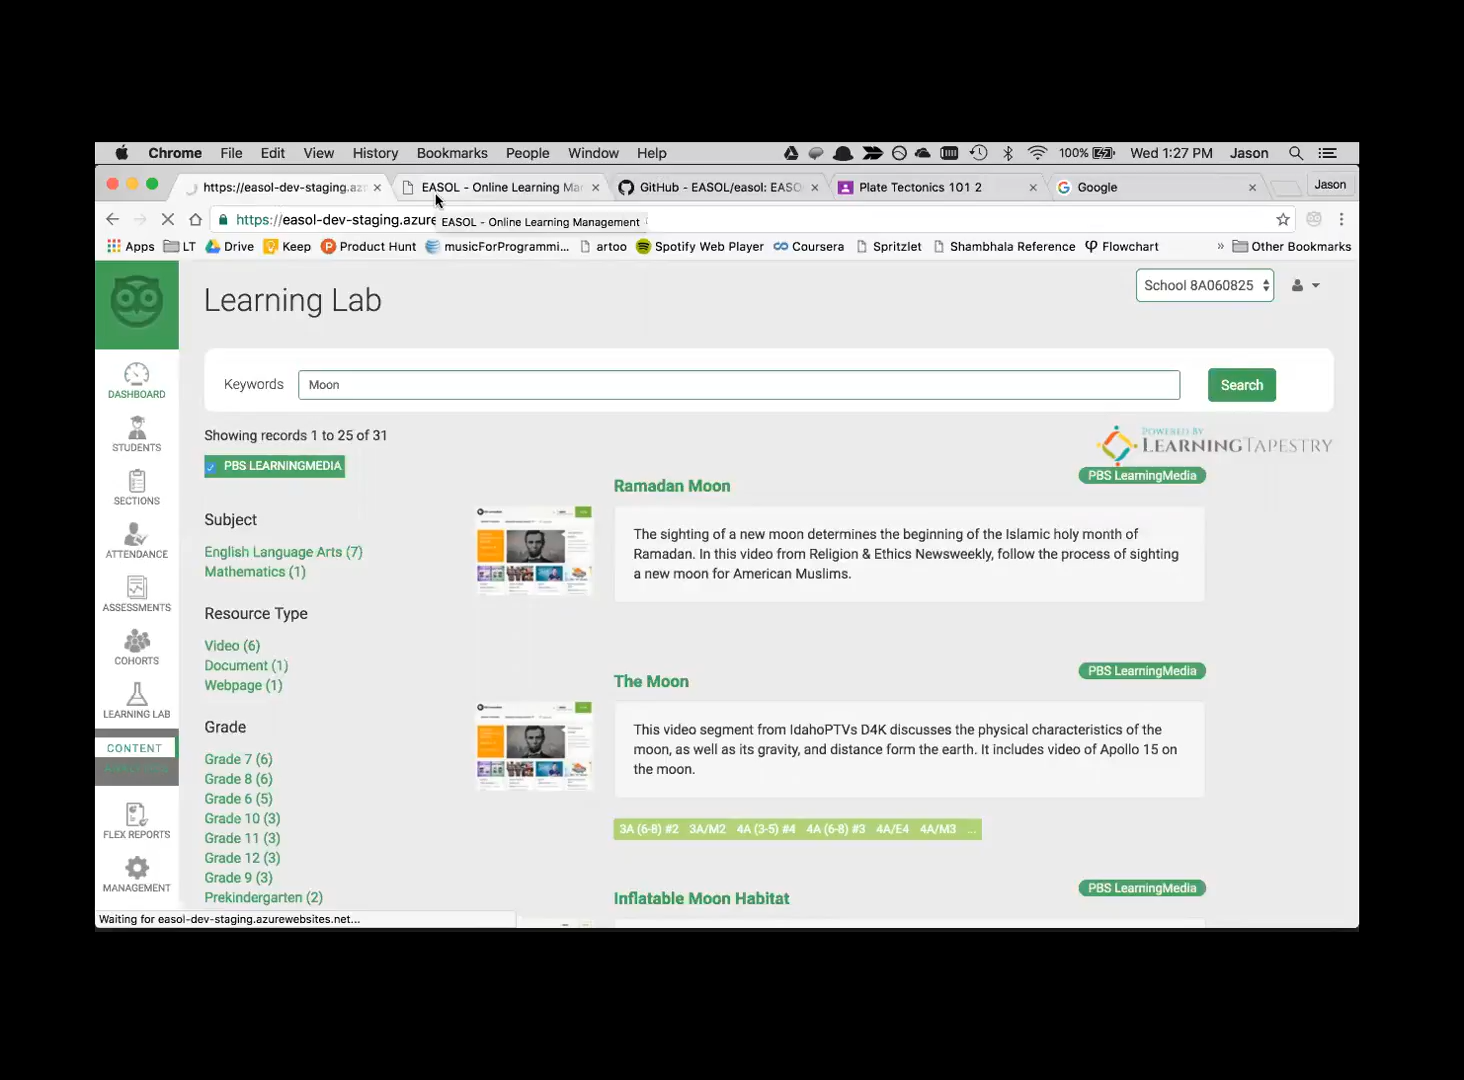 Chrome File Edit View History Bookmarks People Window Help 100% Wed 1:27 PM Jason
https://easol-dev-staging.az
EASOL - Online Learning Ma
GitHub - EASOL/easol: EASO
Plate Tectonics 101 2
Google
Jason
https://easol-dev-staging.azure
EASOL - Online Learning Management
Apps LT Drive Keep Product Hunt musicForProgrammi... artoo Spotify Web Player Coursera Spritzlet Shambhala Reference Flowchart » Other Bookmarks
Learning Lab
School 8A060825
DASHBOARD
STUDENTS
SECTIONS
ATTENDANCE
ASSESSMENTS
COHORTS
LEARNING LAB
CONTENT
FLEX REPORTS
MANAGEMENT
Keywords Moon Search
Showing records 1 to 25 of 31
PBS LEARNINGMEDIA
POWERED BY
LEARNINGTAPESTRY
Subject
English Language Arts (7)
Mathematics (1)
Resource Type
Video (6)
Document (1)
Webpage (1)
Grade
Grade 7 (6)
Grade 8 (6)
Grade 6 (5)
Grade 10 (3)
Grade 11 (3)
Grade 12 (3)
Grade 9 (3)
Prekindergarten (2)
PBS LearningMedia
Ramadan Moon
The sighting of a new moon determines the beginning of the Islamic holy month of
Ramadan. In this video from Religion & Ethics Newsweekly, follow the process of sighting
a new moon for American Muslims.
PBS LearningMedia
The Moon
This video segment from IdahoPTVs D4K discusses the physical characteristics of the
moon, as well as its gravity, and distance form the earth. It includes video of Apollo 15 on
the moon.
3A (6-8) #2 3A/M2 4A (3-5) #4 4A (6-8) #3 4A/E4 4A/M3 ...
PBS LearningMedia
Inflatable Moon Habitat
Waiting for easol-dev-staging.azurewebsites.net...